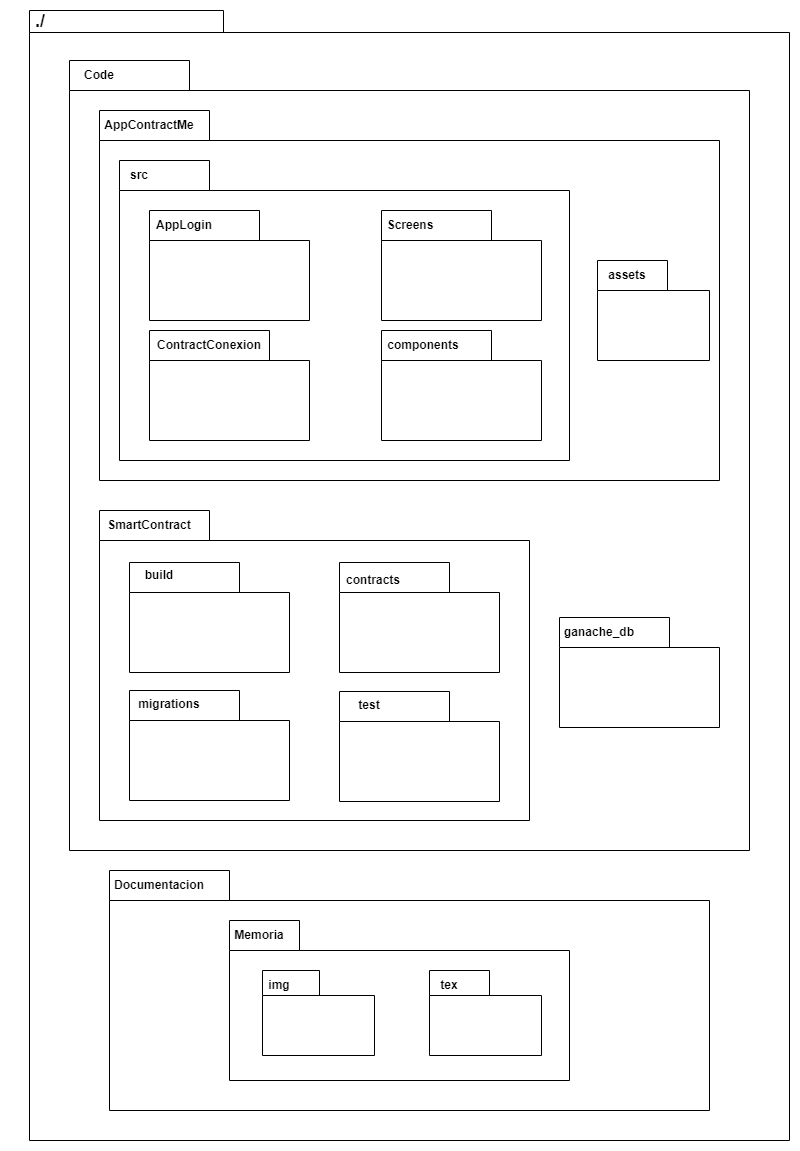 ./
Code
AppContractMe
src
AppLogin
Screens
assets
ContractConexion
components
SmartContract
build
contracts
ganache_db
migrations
test
Documentacion
Memoria
img
tex